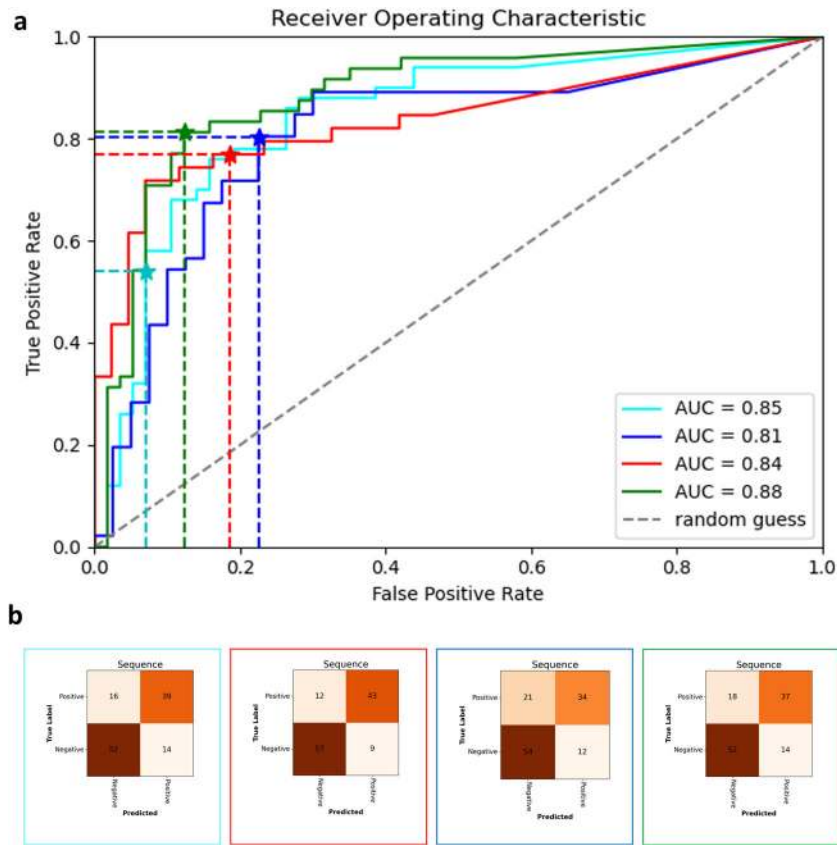 a
Receiver Operating Characteristic
1.0
0.8
0.6
0.4
0.2
0.0
True Positive Rate
AUC = 0.85
AUC = 0.81
AUC = 0.84
AUC = 0.88
random guess
0.0 0.2 0.4 0.6 0.8 1.0
False Positive Rate
b
Sequence
Positive 16 39
Negative 52 14
True Label
Negative Positive
Predicted
Sequence
Positive 12 43
Negative 57 9
True Label
Negative Positive
Predicted
Sequence
Positive 21 34
Negative 54 12
True Label
Negative Positive
Predicted
Sequence
Positive 18 37
Negative 52 14
True Label
Negative Positive
Predicted